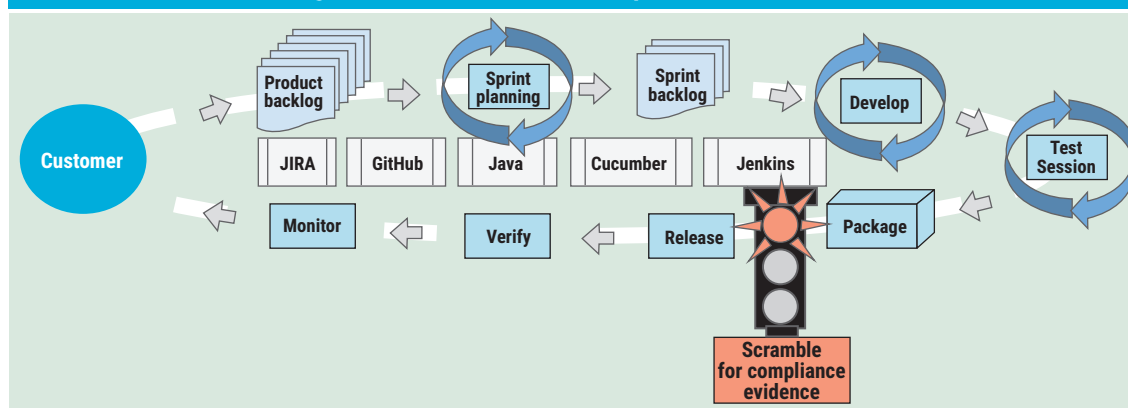 Product
backlog
Sprint
planning
Sprint
backlog
Develop
Customer
JIRA
GitHub
Java
Cucumber
Jenkins
Test
Session
Monitor
Verify
Release
Package
Scramble
for compliance
evidence